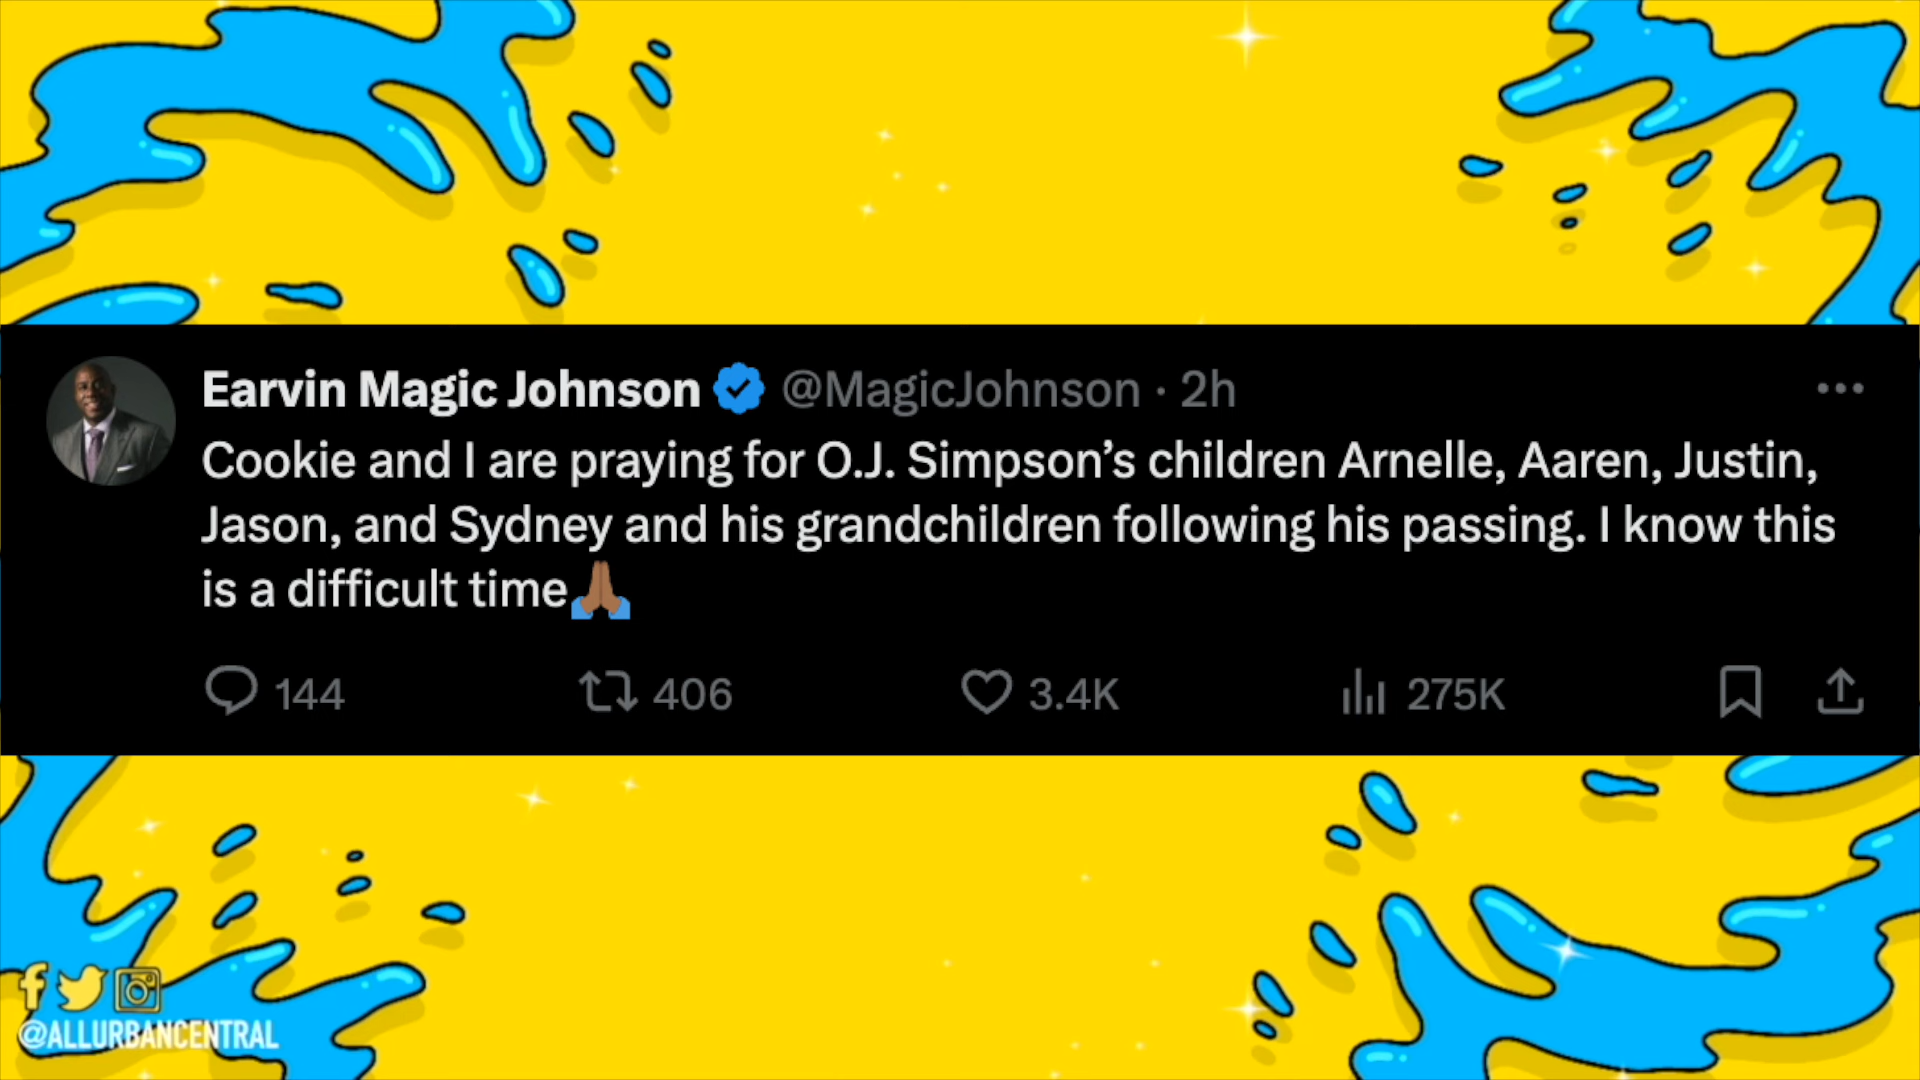 Earvin Magic Johnson @MagicJohnson · 2h
Cookie and I are praying for O.J. Simpson’s children Arnelle, Aaren, Justin,
Jason, and Sydney and his grandchildren following his passing. I know this
is a difficult time🙏🏾
144 406 3.4K 275K
@ALLURBANCENTRAL